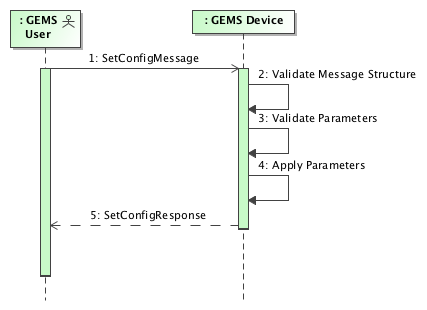 : GEMS
User
: GEMS Device
1: SetConfigMessage
2: Validate Message Structure
3: Validate Parameters
4: Apply Parameters
5: SetConfigResponse